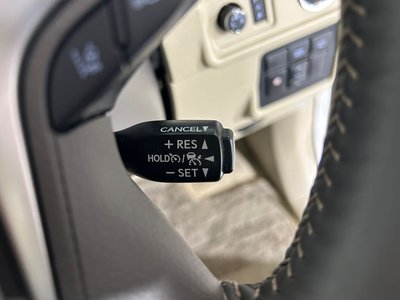 CANCEL▼
+ RES ▲
HOLD / ◄
− SET ▼